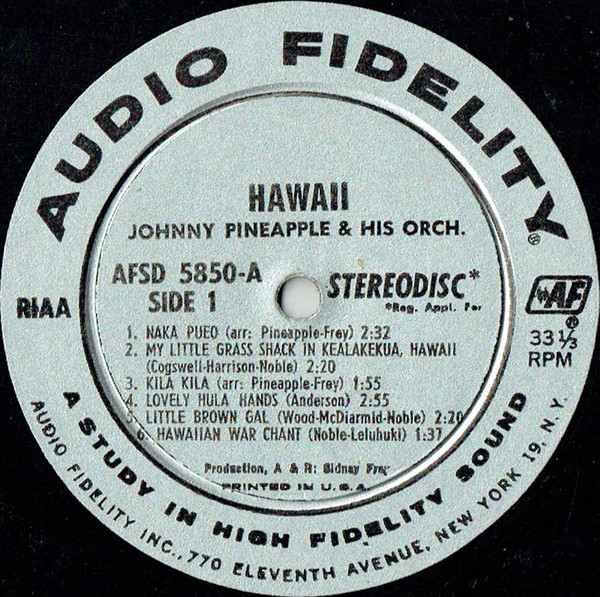 AUDIO FIDELITY®
HAWAII
JOHNNY PINEAPPLE & HIS ORCH.
AFSD 5850-A
SIDE 1
STEREODISC*
*Reg. Appl. For
RIAA
AF®
33⅓
RPM
1. NAKA PUEO (arr: Pineapple-Frey) 2:32
2. MY LITTLE GRASS SHACK IN KEALAKEKUA, HAWAII
(Cogswell-Harrison-Noble) 2:20
3. KILA KILA (arr: Pineapple-Frey) 1:55
4. LOVELY HULA HANDS (Anderson) 2:55
5. LITTLE BROWN GAL (Wood-McDiarmid-Noble) 2:20
6. HAWAIIAN WAR CHANT (Noble-Leluhuki) 1:37
Production, A & R: Sidney Frey
PRINTED IN U.S.A.
A STUDY IN HIGH FIDELITY SOUND
AUDIO FIDELITY INC., 770 ELEVENTH AVENUE, NEW YORK 19, N.Y.